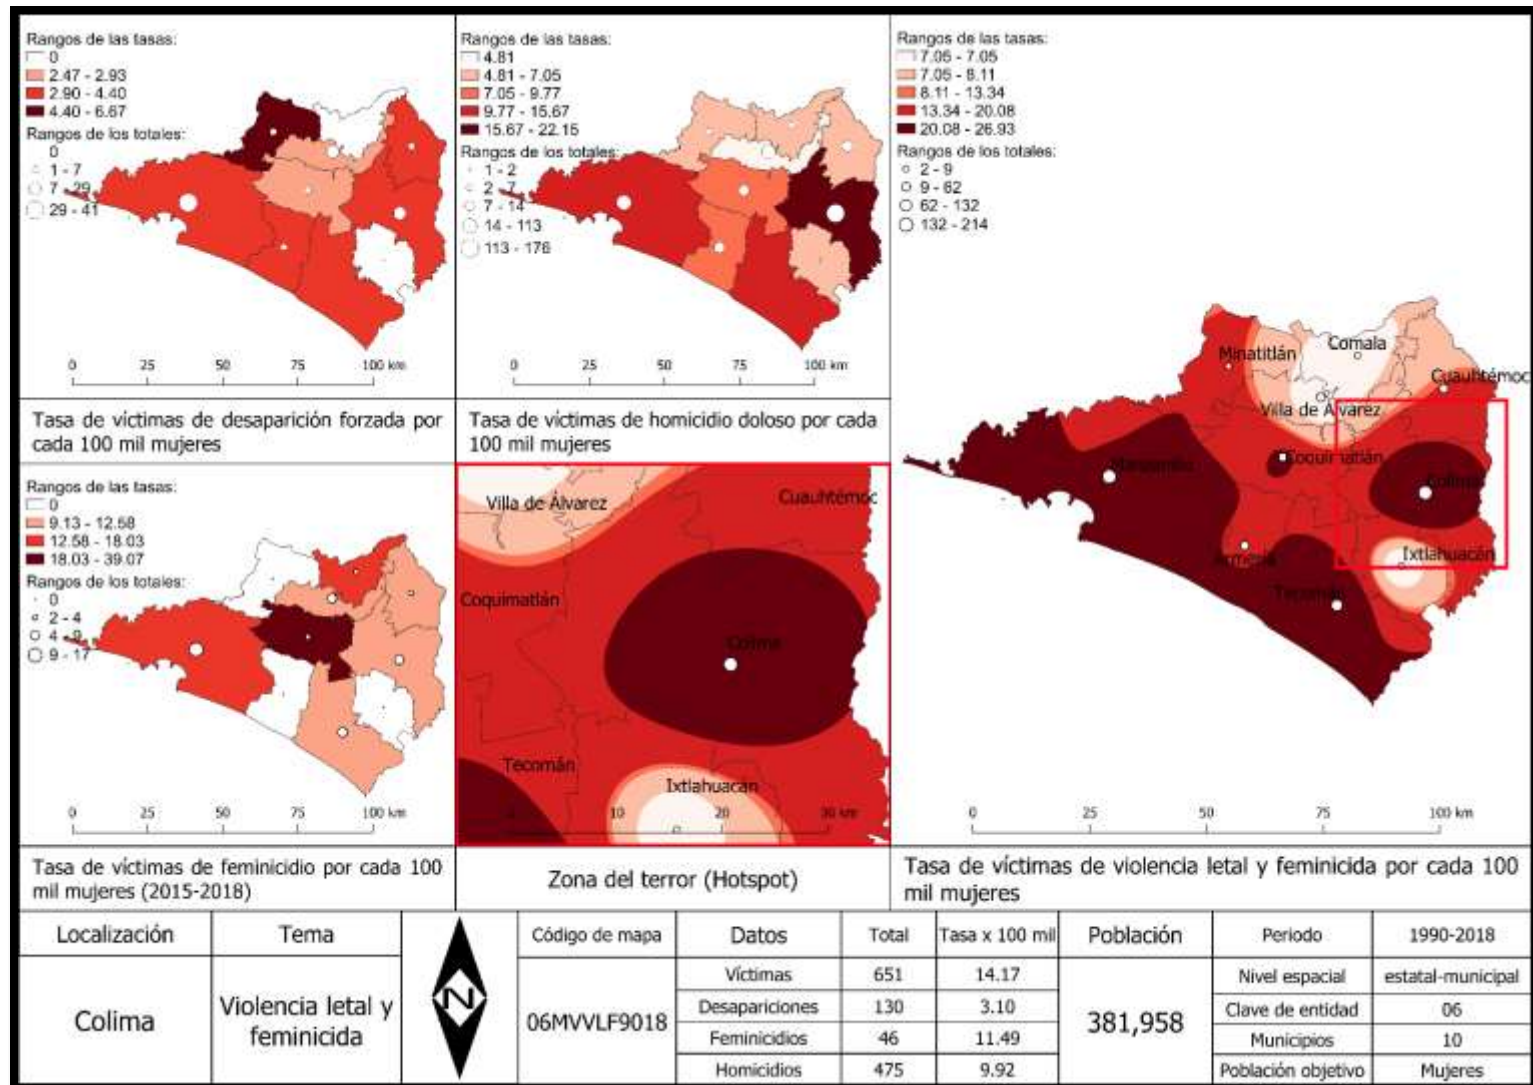 Rangos de las tasas:
0
2.47 - 2.93
2.90 - 4.40
4.40 - 6.67
Rangos de los totales:
0
1 - 7
7 - 29
29 - 41
0 25 50 75 100 km
Tasa de víctimas de desaparición forzada por
cada 100 mil mujeres
Rangos de las tasas:
4.81
4.81 - 7.05
7.05 - 9.77
9.77 - 15.67
15.67 - 22.15
Rangos de los totales:
1 - 2
2 - 7
7 - 14
14 - 113
113 - 176
0 25 50 75 100 km
Tasa de víctimas de homicidio doloso por cada
100 mil mujeres
Rangos de las tasas:
7.05 - 7.05
7.05 - 8.11
8.11 - 13.34
13.34 - 20.08
20.08 - 26.93
Rangos de los totales:
2 - 9
9 - 62
62 - 132
132 - 214
Minatitlán
Comala
Cuauhtémoc
Villa de Álvarez
Manzanillo
Coquimatlán
Colima
Armería
Ixtlahuacán
Tecomán
0 25 50 75 100 km
Tasa de víctimas de violencia letal y feminicida por cada 100
mil mujeres
Rangos de las tasas:
0
9.13 - 12.58
12.58 - 18.03
18.03 - 39.07
Rangos de los totales:
0
2 - 4
4 - 9
9 - 17
0 25 50 75 100 km
Tasa de víctimas de feminicidio por cada 100
mil mujeres (2015-2018)
Villa de Álvarez
Cuauhtémoc
Coquimatlán
Colima
Tecomán
Ixtlahuacán
10 20 30 km
Zona del terror (Hotspot)
Localización
Colima
Tema
Violencia letal y
feminicida
N
Código de mapa
06MVVLF9018
Datos Total Tasa x 100 mil
Víctimas 651 14.17
Desapariciones 130 3.10
Feminicidios 46 11.49
Homicidios 475 9.92
Población
381,958
Periodo 1990-2018
Nivel espacial estatal-municipal
Clave de entidad 06
Municipios 10
Población objetivo Mujeres